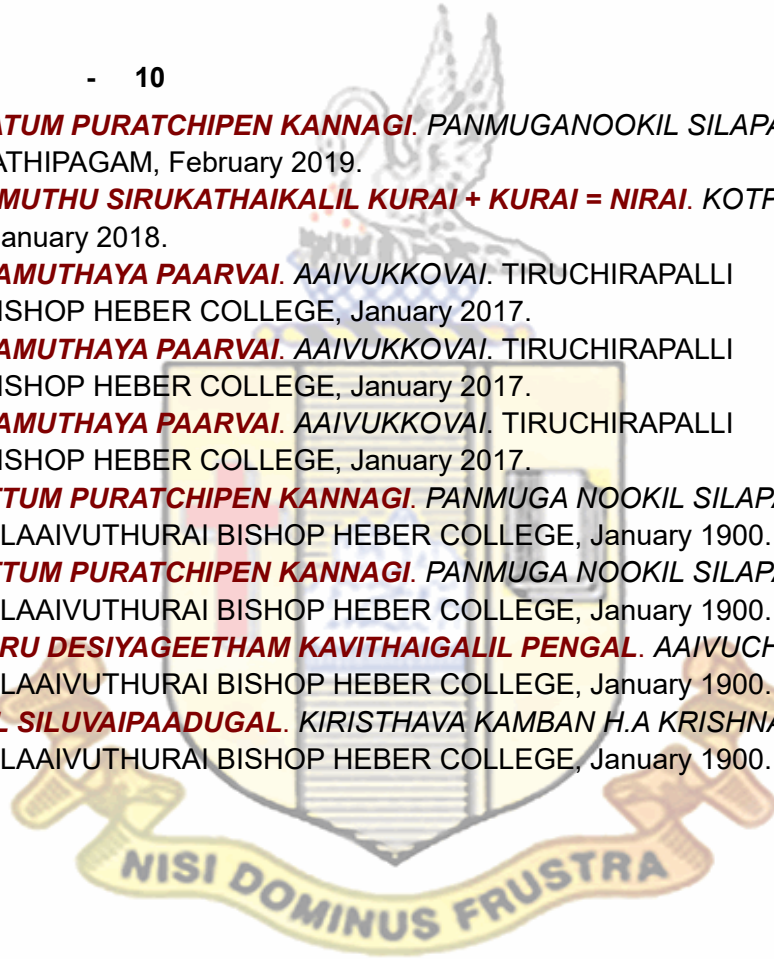 - 10
ATUM PURATCHIPEN KANNAGI. PANMUGANOOKIL SILAPA
ATHIPAGAM, February 2019.
MUTHU SIRUKATHAIKALIL KURAI + KURAI = NIRAI. KOTP
anuary 2018.
AMUTHAYA PAARVAI. AAIVUKKOVAI. TIRUCHIRAPALLI
ISHOP HEBER COLLEGE, January 2017.
AMUTHAYA PAARVAI. AAIVUKKOVAI. TIRUCHIRAPALLI
ISHOP HEBER COLLEGE, January 2017.
AMUTHAYA PAARVAI. AAIVUKKOVAI. TIRUCHIRAPALLI
ISHOP HEBER COLLEGE, January 2017.
TTUM PURATCHIPEN KANNAGI. PANMUGA NOOKIL SILAPA
LAAIVUTHURAI BISHOP HEBER COLLEGE, January 1900.
TTUM PURATCHIPEN KANNAGI. PANMUGA NOOKIL SILAPA
LAAIVUTHURAI BISHOP HEBER COLLEGE, January 1900.
RU DESIYAGEETHAM KAVITHAIGALIL PENGAL. AAIVUCH
LAAIVUTHURAI BISHOP HEBER COLLEGE, January 1900.
L SILUVAIPAADUGAL. KIRISTHAVA KAMBAN H.A KRISHNA
LAAIVUTHURAI BISHOP HEBER COLLEGE, January 1900.
NISI DOMINUS FRUSTRA